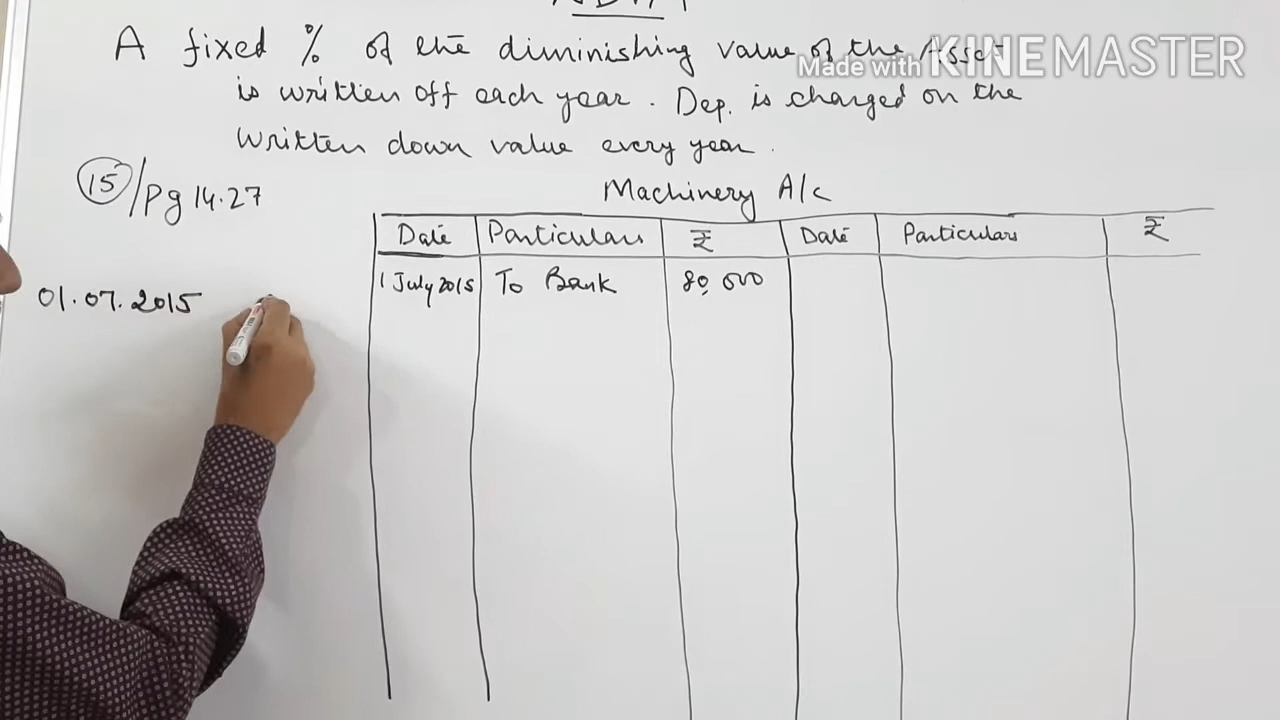 A fixed % of the diminishing value of the Asset
Made with KINEMASTER
is written off each year. Dep. is charged on the
written down value every year.
15/Pg 14.27
Machinery A/c
Date Particulars ₹ Date Particulars ₹
1 July 2015 To Bank 80,000
01.07.2015